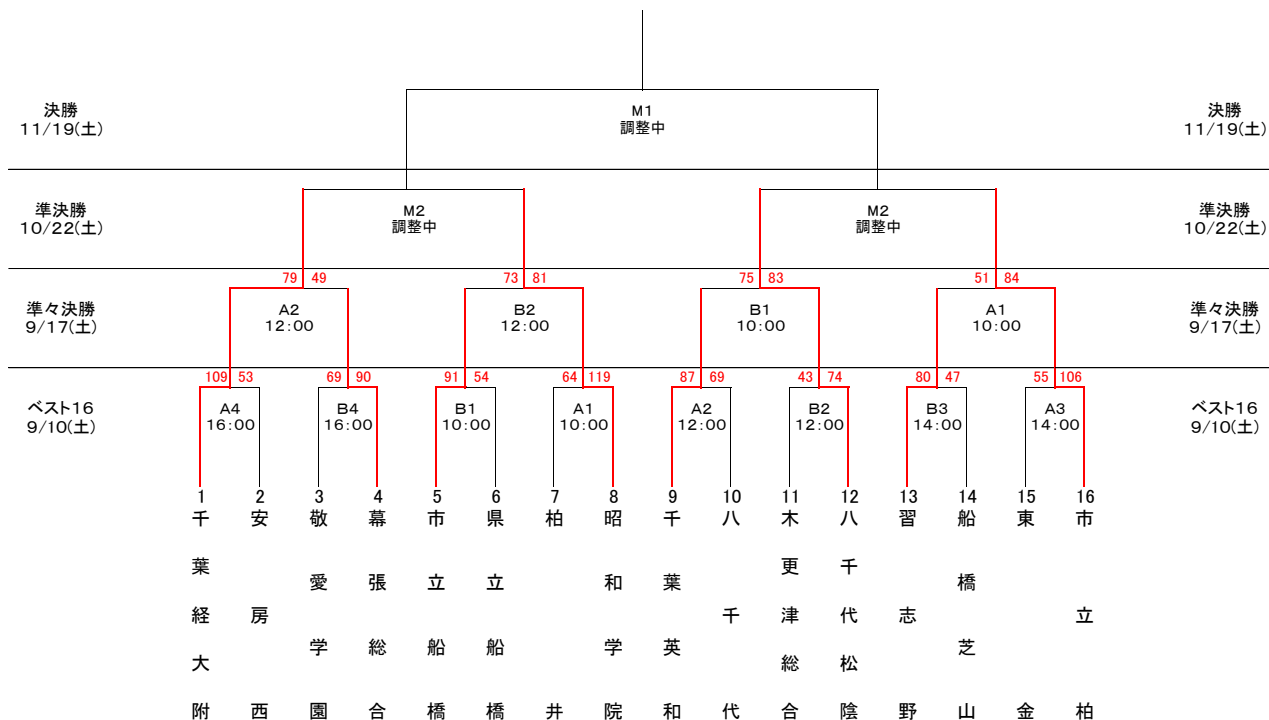 決勝
11/19(土)
M1
調整中
決勝
11/19(土)
準決勝
10/22(土)
M2
調整中
M2
調整中
準決勝
10/22(土)
79 49
73 81
75 83
51 84
準々決勝
9/17(土)
A2
12:00
B2
12:00
B1
10:00
A1
10:00
準々決勝
9/17(土)
109 53
69 90
91 54
64 119
87 69
43 74
80 47
55 106
ベスト16
9/10(土)
A4
16:00
B4
16:00
B1
10:00
A1
10:00
A2
12:00
B2
12:00
B3
14:00
A3
14:00
ベスト16
9/10(土)
1
千葉経大附
2
安房西
3
敬愛学園
4
幕張総合
5
市立船橋
6
県立船橋
7
柏井
8
昭和学院
9
千葉英和
10
八千代
11
木更津総合
12
八千代松陰
13
習志野
14
船橋芝山
15
東金
16
市立柏